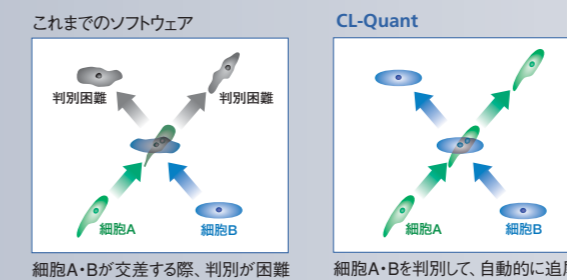 これまでのソフトウェア
判別困難
判別困難
細胞A
細胞B
細胞A・Bが交差する際、判別が困難
CL-Quant
細胞A
細胞B
細胞A・Bを判別して、自動的に追